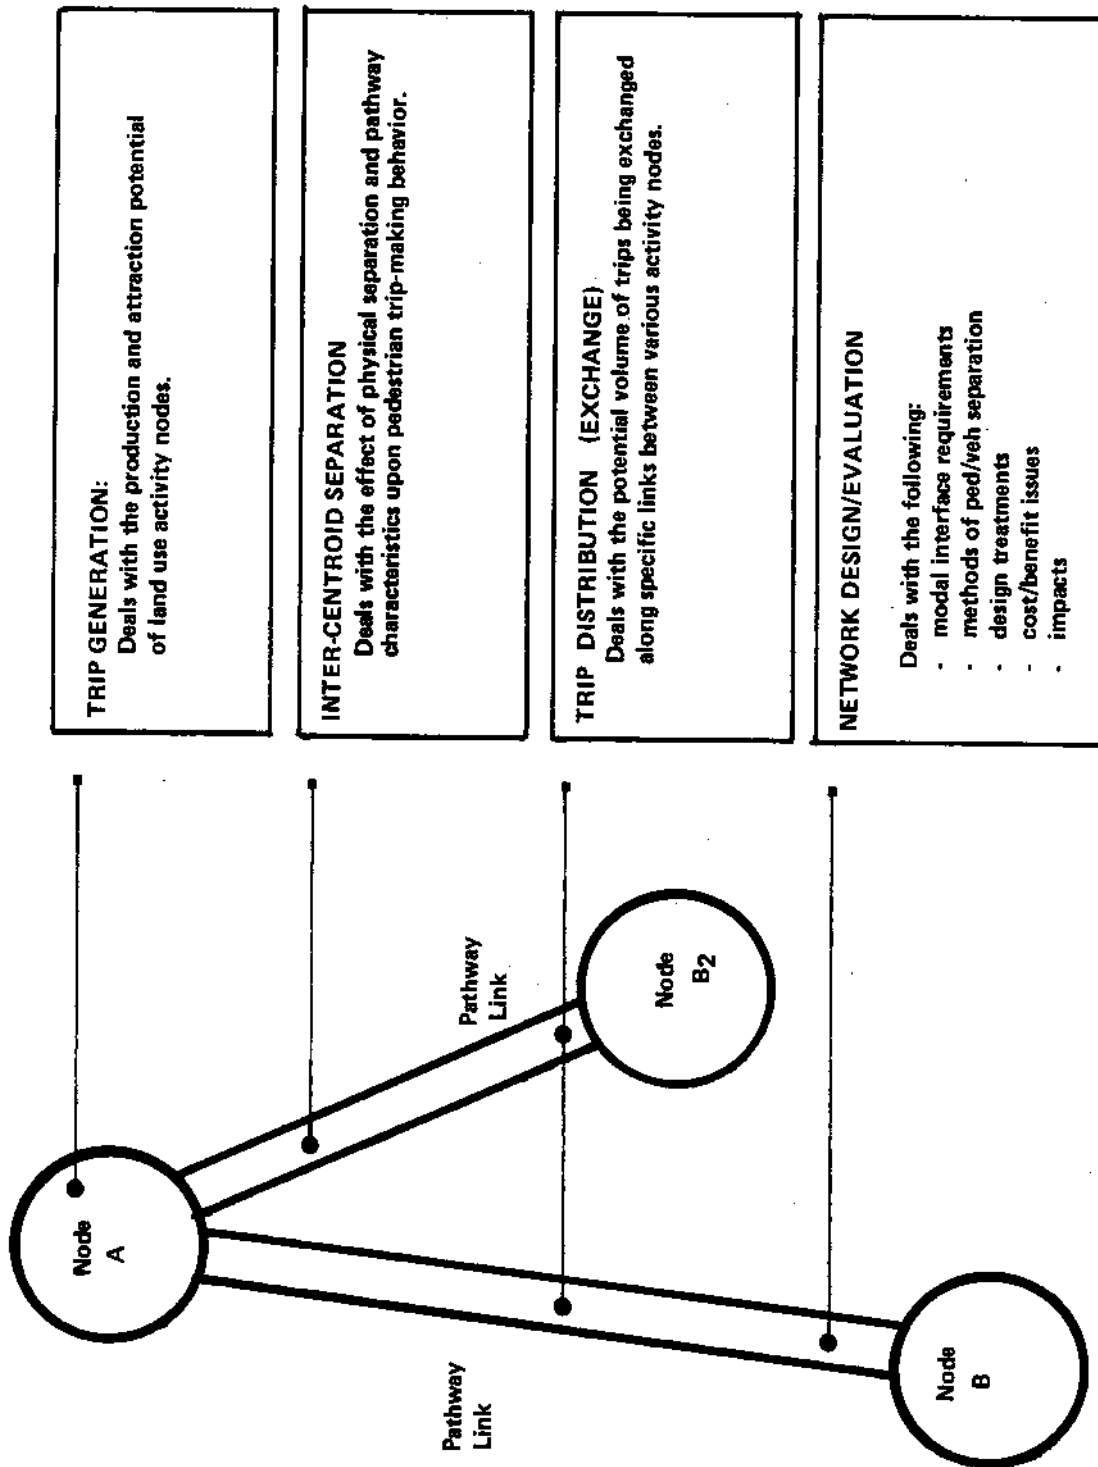 Node
A
Pathway
Link
Pathway
Link
Node
B2
Node
B
TRIP GENERATION:
Deals with the production and attraction potential
of land use activity nodes.
INTER-CENTROID SEPARATION
Deals with the effect of physical separation and pathway
characteristics upon pedestrian trip-making behavior.
TRIP DISTRIBUTION (EXCHANGE)
Deals with the potential volume of trips being exchanged
along specific links between various activity nodes.
NETWORK DESIGN/EVALUATION
Deals with the following:
- modal interface requirements
- methods of ped/veh separation
- design treatments
- cost/benefit issues
- impacts